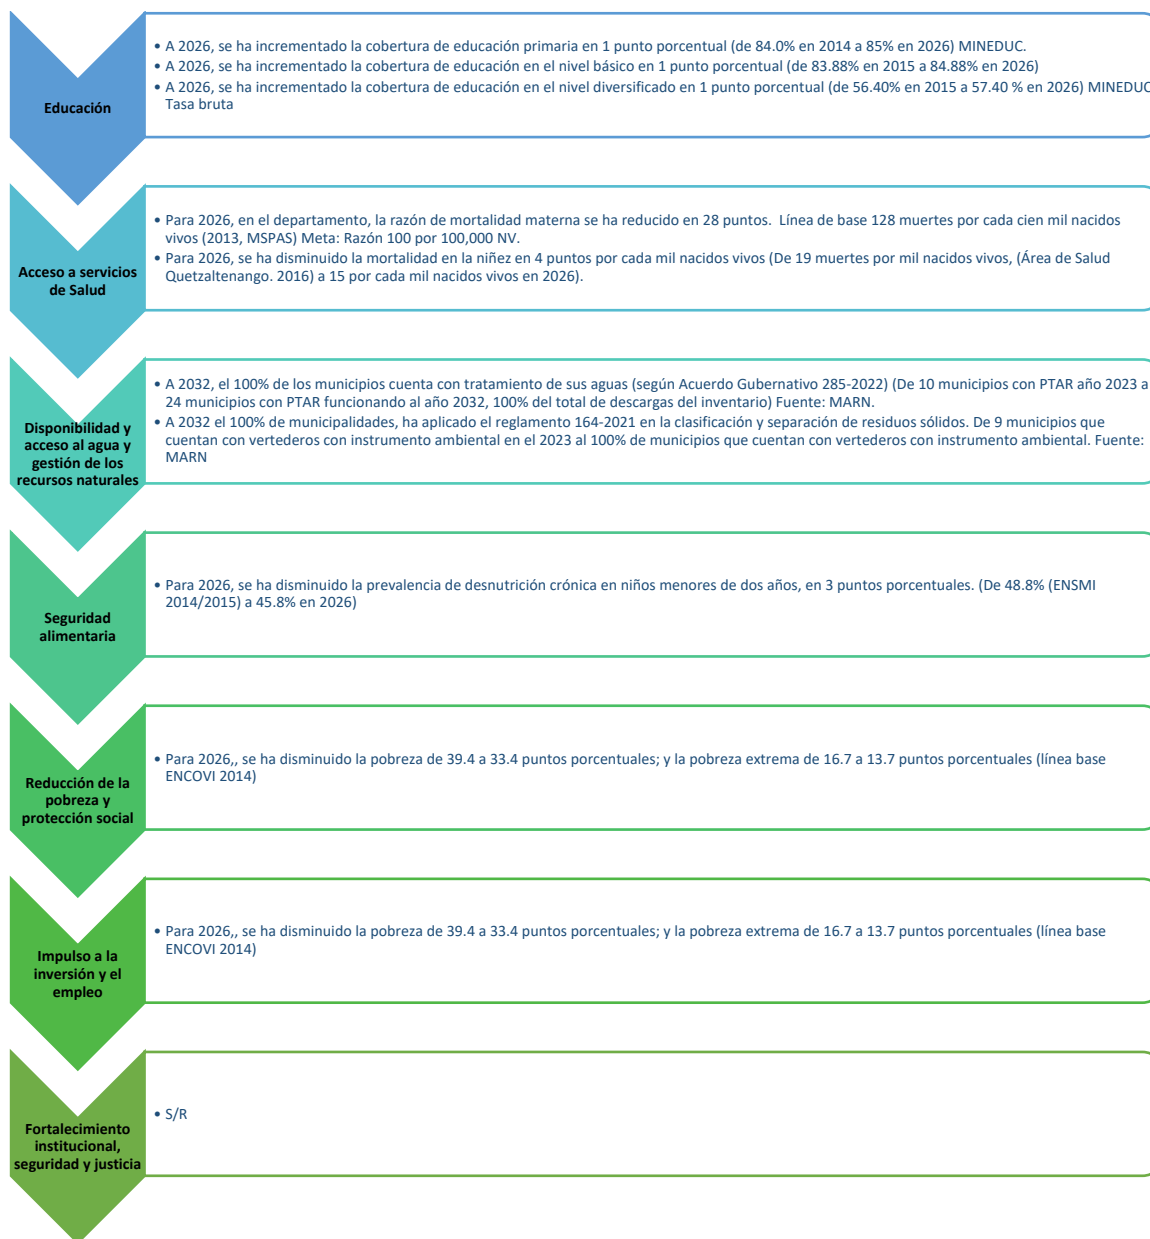 Educación
• A 2026, se ha incrementado la cobertura de educación primaria en 1 punto porcentual (de 84.0% en 2014 a 85% en 2026) MINEDUC.
• A 2026, se ha incrementado la cobertura de educación en el nivel básico en 1 punto porcentual (de 83.88% en 2015 a 84.88% en 2026)
• A 2026, se ha incrementado la cobertura de educación en el nivel diversificado en 1 punto porcentual (de 56.40% en 2015 a 57.40 % en 2026) MINEDUC
Tasa bruta
Acceso a servicios
de Salud
• Para 2026, en el departamento, la razón de mortalidad materna se ha reducido en 28 puntos. Línea de base 128 muertes por cada cien mil nacidos
vivos (2013, MSPAS) Meta: Razón 100 por 100,000 NV.
• Para 2026, se ha disminuido la mortalidad en la niñez en 4 puntos por cada mil nacidos vivos (De 19 muertes por mil nacidos vivos, (Área de Salud
Quetzaltenango. 2016) a 15 por cada mil nacidos vivos en 2026).
Disponibilidad y
acceso al agua y
gestión de los
recursos naturales
• A 2032, el 100% de los municipios cuenta con tratamiento de sus aguas (según Acuerdo Gubernativo 285-2022) (De 10 municipios con PTAR año 2023 a
24 municipios con PTAR funcionando al año 2032, 100% del total de descargas del inventario) Fuente: MARN.
• A 2032 el 100% de municipalidades, ha aplicado el reglamento 164-2021 en la clasificación y separación de residuos sólidos. De 9 municipios que
cuentan con vertederos con instrumento ambiental en el 2023 al 100% de municipios que cuentan con vertederos con instrumento ambiental. Fuente:
MARN
Seguridad
alimentaria
• Para 2026, se ha disminuido la prevalencia de desnutrición crónica en niños menores de dos años, en 3 puntos porcentuales. (De 48.8% (ENSMI
2014/2015) a 45.8% en 2026)
Reducción de la
pobreza y
protección social
• Para 2026,, se ha disminuido la pobreza de 39.4 a 33.4 puntos porcentuales; y la pobreza extrema de 16.7 a 13.7 puntos porcentuales (línea base
ENCOVI 2014)
Impulso a la
inversión y el
empleo
• Para 2026,, se ha disminuido la pobreza de 39.4 a 33.4 puntos porcentuales; y la pobreza extrema de 16.7 a 13.7 puntos porcentuales (línea base
ENCOVI 2014)
Fortalecimiento
institucional,
seguridad y justicia
• S/R